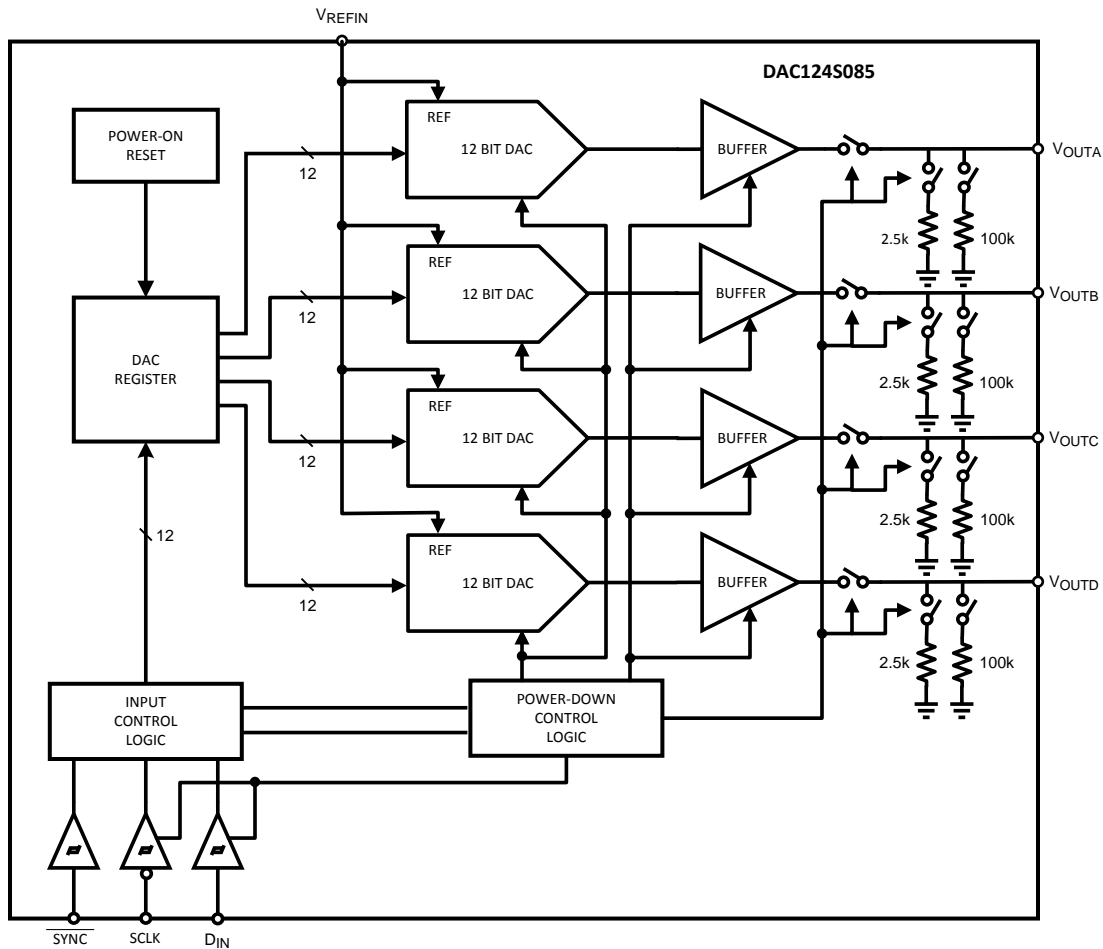 VREFIN
DAC124S085
POWER-ON
RESET
REF
12 BIT DAC
BUFFER
VOUTA
12
2.5k
100k
REF
12 BIT DAC
BUFFER
VOUTB
12
2.5k
100k
DAC
REGISTER
REF
12 BIT DAC
BUFFER
VOUTC
12
2.5k
100k
12
REF
12 BIT DAC
BUFFER
VOUTD
12
2.5k
100k
INPUT
CONTROL
LOGIC
POWER-DOWN
CONTROL
LOGIC
SYNC
SCLK
DIN